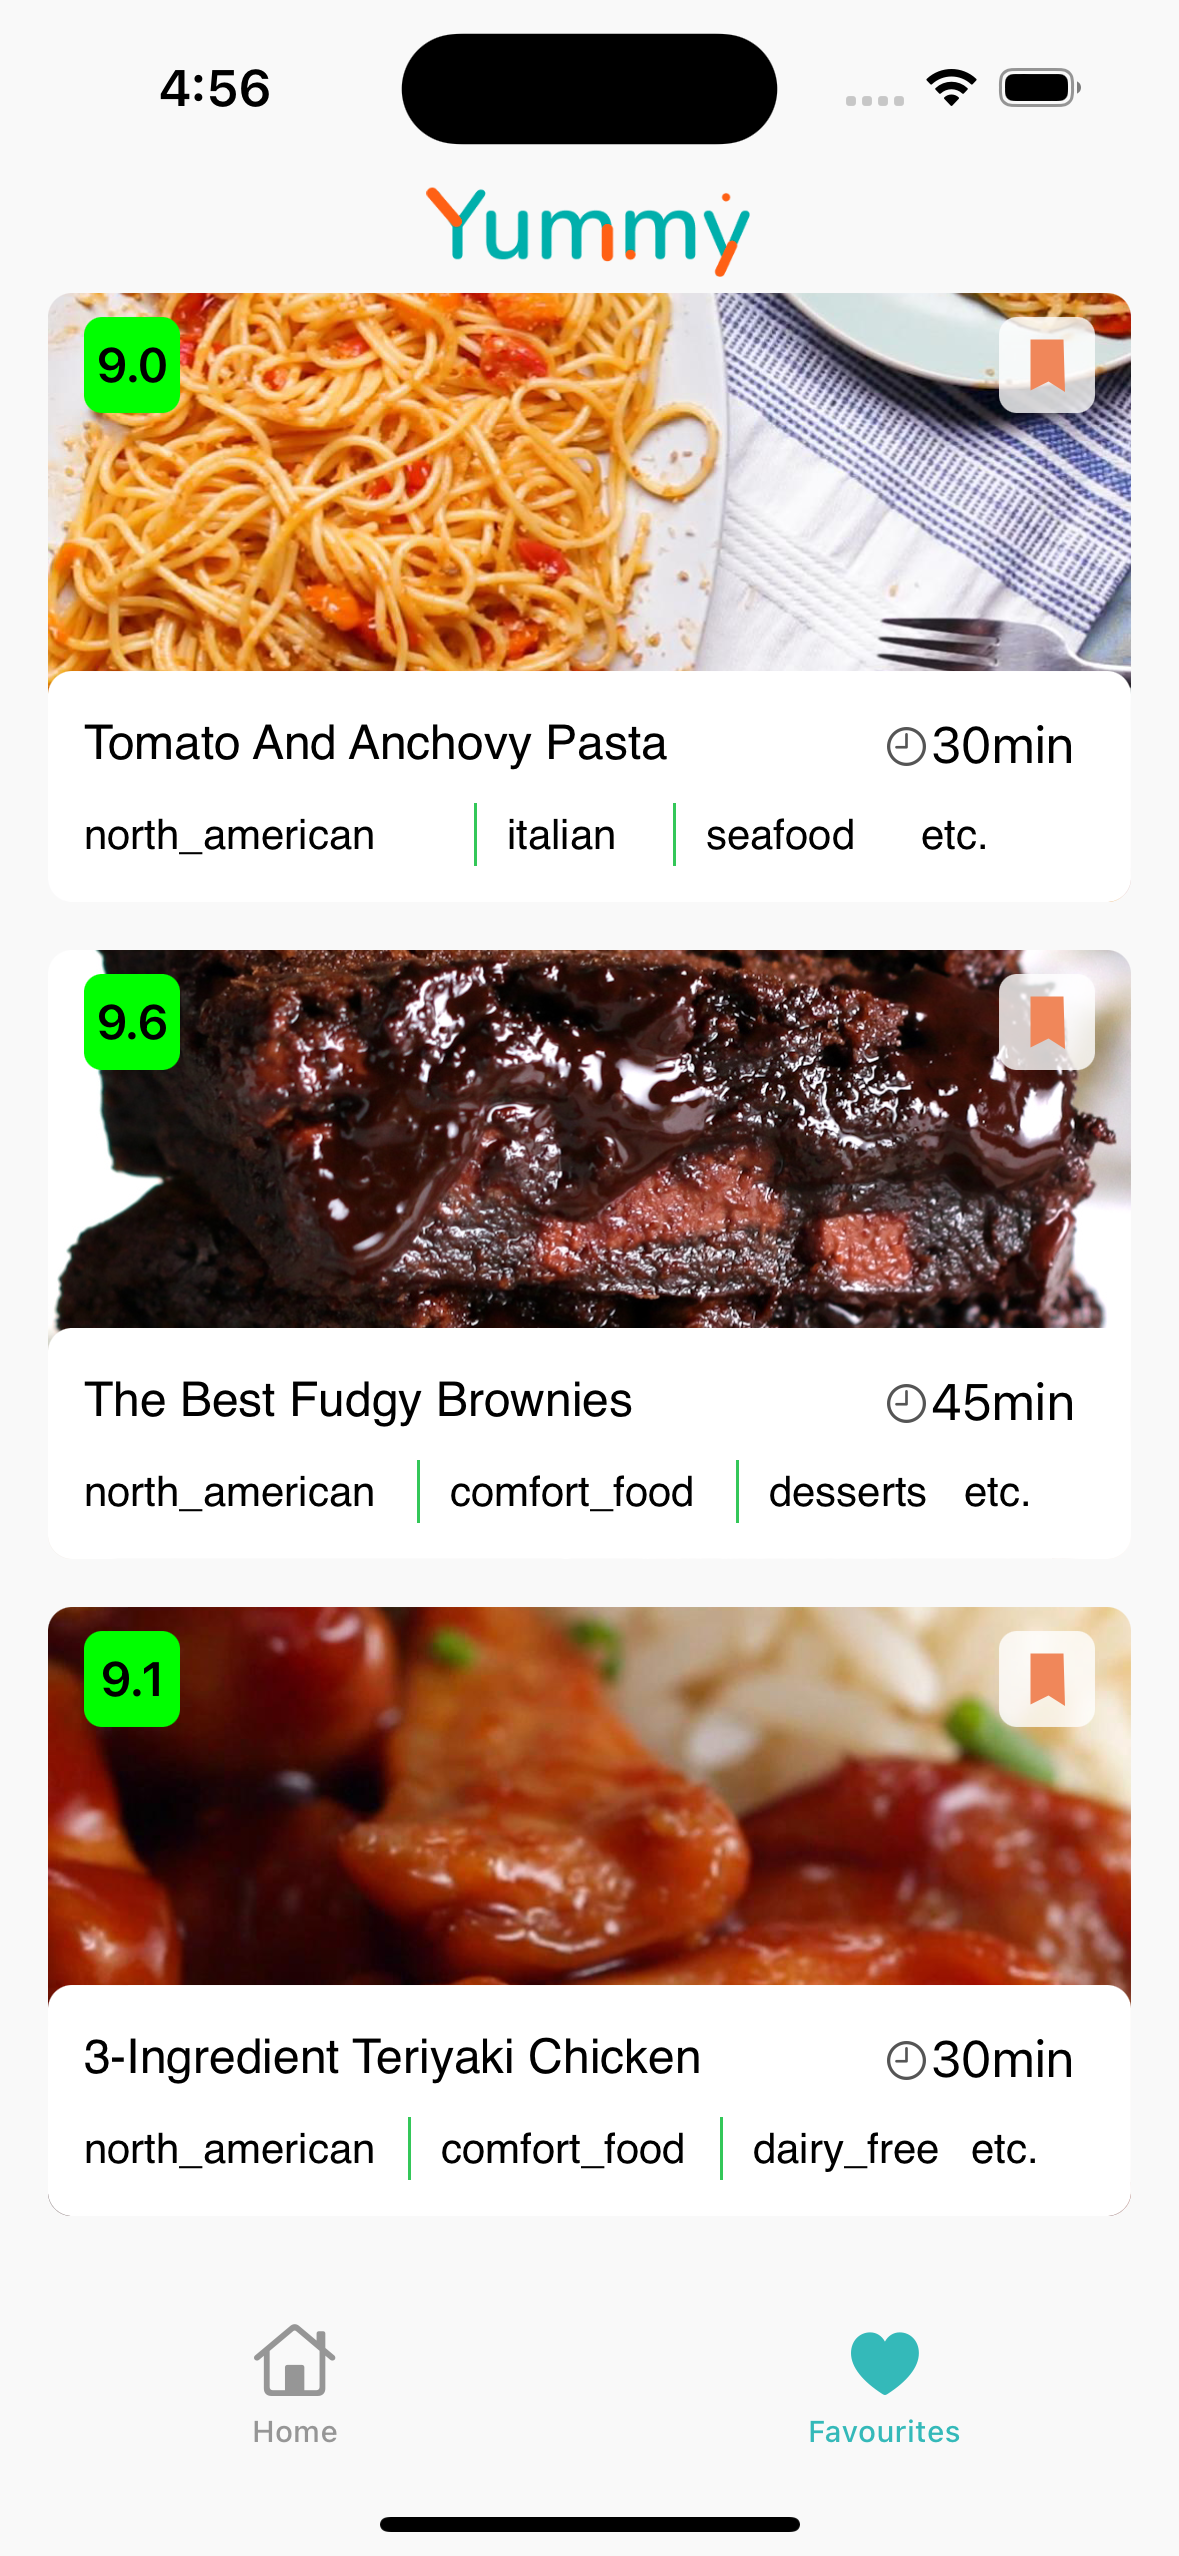 4:56
Yummy
9.0
Tomato And Anchovy Pasta 30min
north_american italian seafood etc.
9.6
The Best Fudgy Brownies 45min
north_american comfort_food desserts etc.
9.1
3-Ingredient Teriyaki Chicken 30min
north_american comfort_food dairy_free etc.
Home Favourites